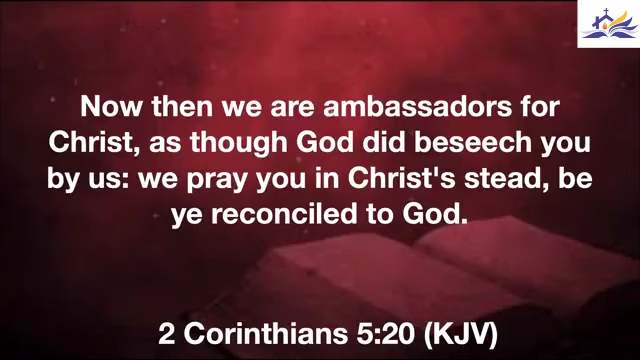 Now then we are ambassadors for
Christ, as though God did beseech you
by us: we pray you in Christ's stead, be
ye reconciled to God.
2 Corinthians 5:20 (KJV)